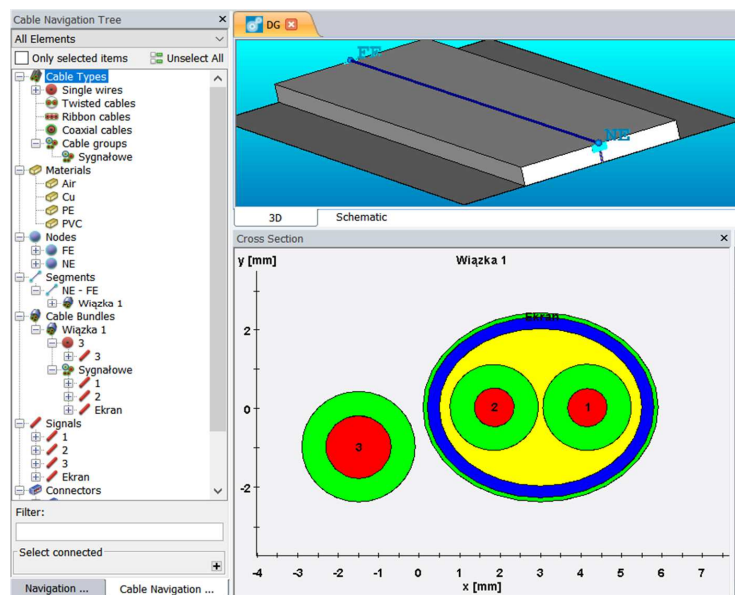 Cable Navigation Tree
All Elements
Only selected items
Unselect All
Cable Types
Single wires
Twisted cables
Ribbon cables
Coaxial cables
Cable groups
Sygnałowe
Materials
Air
Cu
PE
PVC
Nodes
FE
NE
Segments
NE - FE
Wiązka 1
Cable Bundles
Wiązka 1
3
3
Sygnałowe
1
2
Ekran
Signals
1
2
3
Ekran
Connectors
Filter:
Select connected
Navigation ...
Cable Navigation ...
DG
FE
NE
3D
Schematic
Cross Section
y [mm]
Wiązka 1
Ekran
2
0
-2
3
2
1
-4 -3 -2 -1 0 1 2 3 4 5 6 7
x [mm]